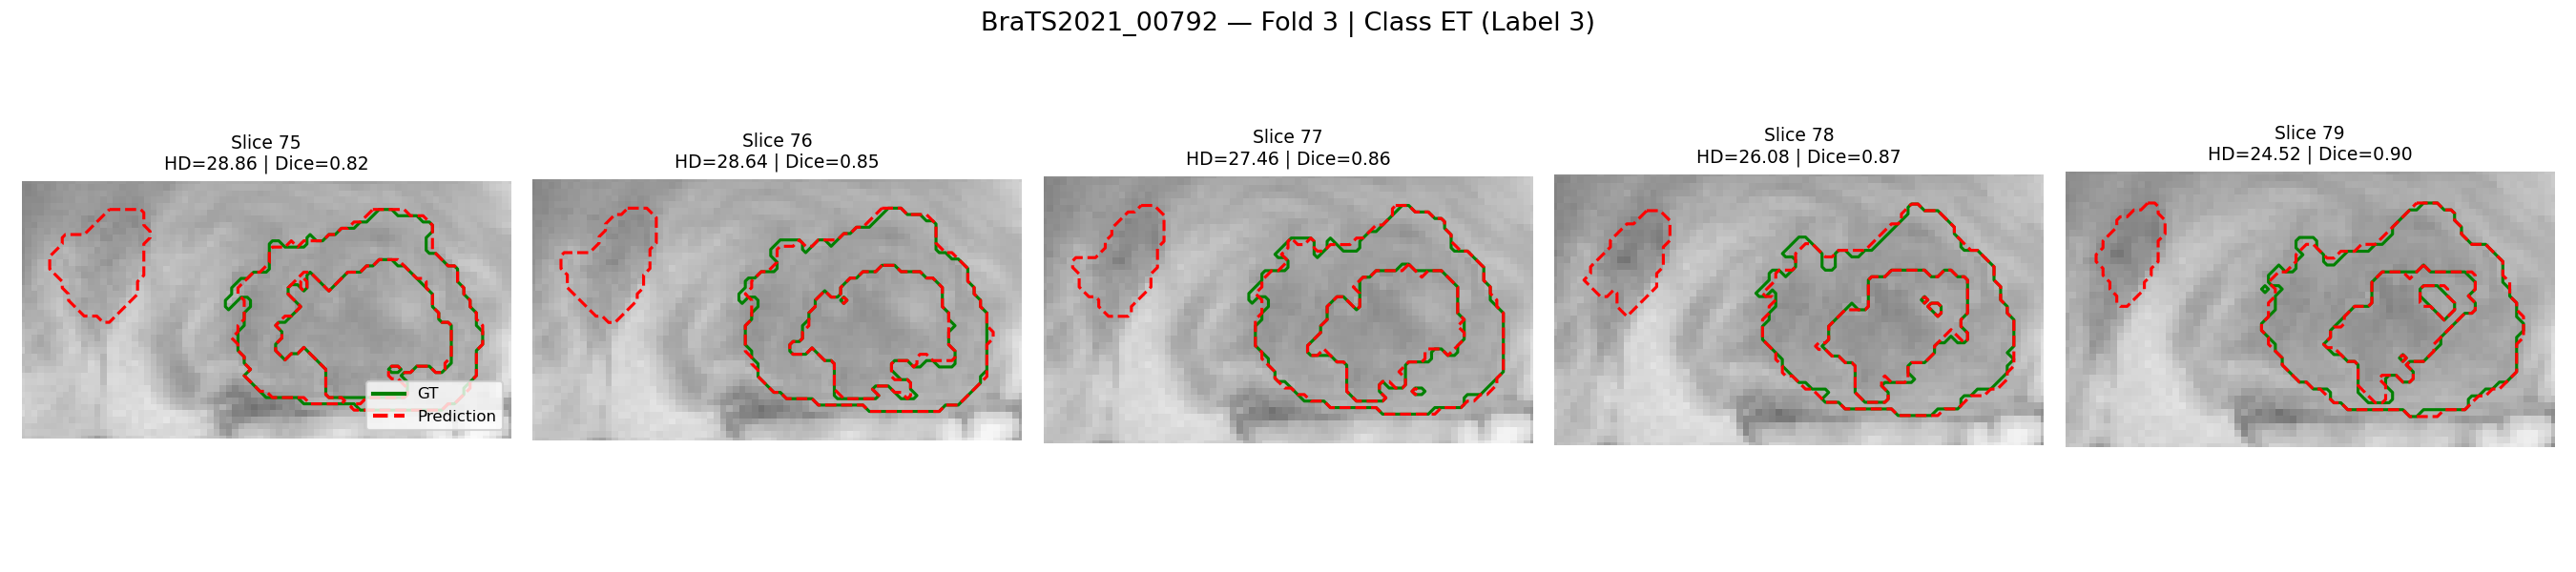 BraTS2021_00792 — Fold 3 | Class ET (Label 3)
Slice 75
HD=28.86 | Dice=0.82
Slice 76
HD=28.64 | Dice=0.85
Slice 77
HD=27.46 | Dice=0.86
Slice 78
HD=26.08 | Dice=0.87
Slice 79
HD=24.52 | Dice=0.90
GT
Prediction